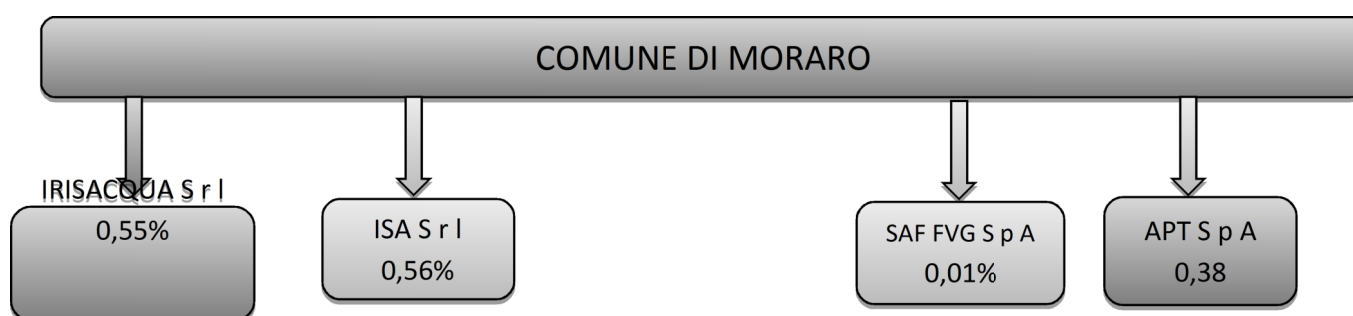 COMUNE DI MORARO
IRISACQUA S r l
0,55%
ISA S r l
0,56%
SAF FVG S p A
0,01%
APT S p A
0,38